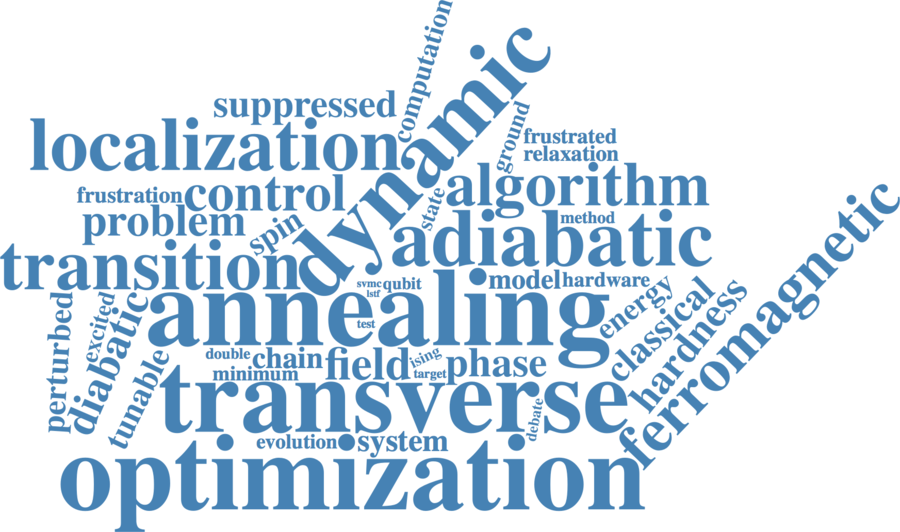 computation
dynamic
suppressed
localization
ground
frustrated
relaxation
frustration
control
state
algorithm
problem
spin
adiabatic
method
transition
svmc
qubit
lstf
model
hardware
annealing
test
energy
classical
hardness
ferromagnetic
perturbed
excited
diabatic
tunable
double
chain
minimum
field
ising
target
phase
transverse
debate
evolution
system
optimization